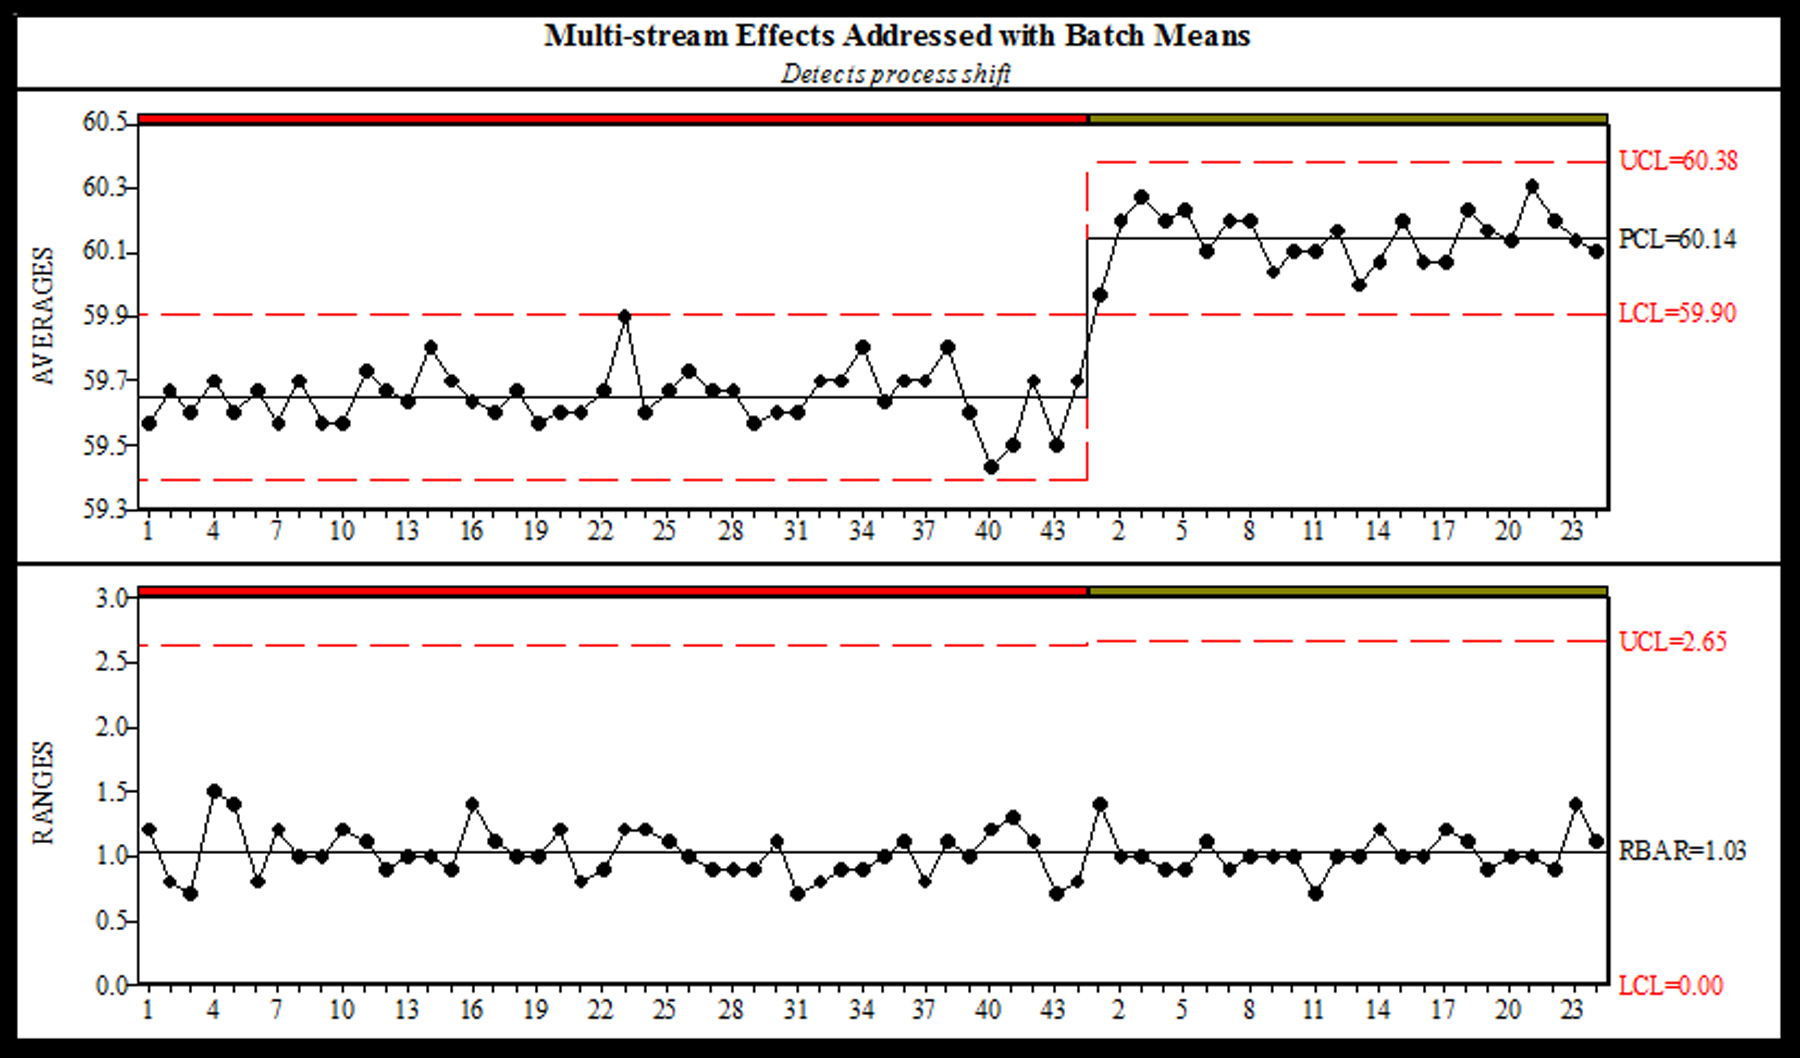 Multi-stream Effects Addressed with Batch Means
Detects process shift
AVERAGES
60.5
60.3
60.1
59.9
59.7
59.5
59.3
UCL=60.38
PCL=60.14
LCL=59.90
1 4 7 10 13 16 19 22 25 28 31 34 37 40 43 2 5 8 11 14 17 20 23
RANGES
3.0
2.5
2.0
1.5
1.0
0.5
0.0
UCL=2.65
RBAR=1.03
LCL=0.00
1 4 7 10 13 16 19 22 25 28 31 34 37 40 43 2 5 8 11 14 17 20 23